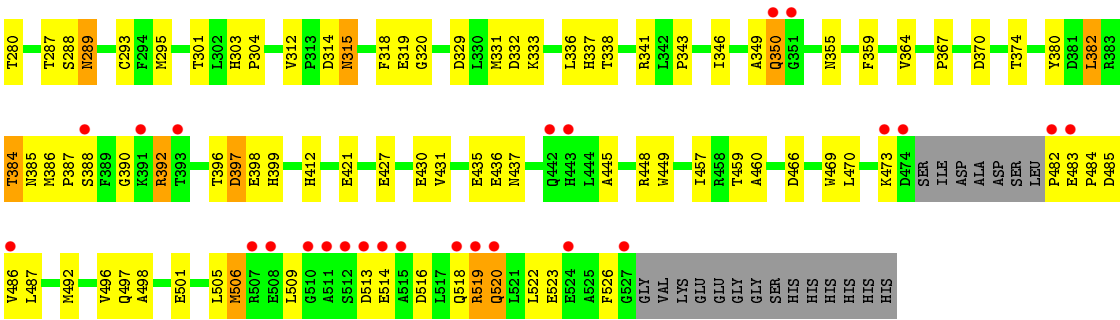 T280 T287 S288 N289 C293 F294 M295 T301 L302 H303 P304 V312 P313 D314 N315 F318 E319 G320 D329 L330 M331 D332 K333 L336 H337 T338 R341 L342 P343 I346 A349 Q350 G351 N355 F359 V364 P367 D370 T374 Y380 D381 L382 R383
T384 N385 M386 P387 S388 F389 G390 K391 R392 T393 T396 D397 E398 H399 H412 E421 E427 E430 V431 E435 E436 N437 Q442 H443 L444 A445 R448 W449 I457 R458 T459 A460 D466 W469 L470 K473 D474 SER ILE ASP ALA ASP SER LEU P482 E483 P484 D485
V486 L487 M492 V496 Q497 A498 E501 L505 M506 R507 E508 L509 G510 A511 S512 D513 E514 A515 D516 L517 Q518 R519 Q520 L521 L522 E523 E524 A525 F526 G527 GLY VAL LYS GLU GLU GLY GLY SER HIS HIS HIS HIS HIS HIS